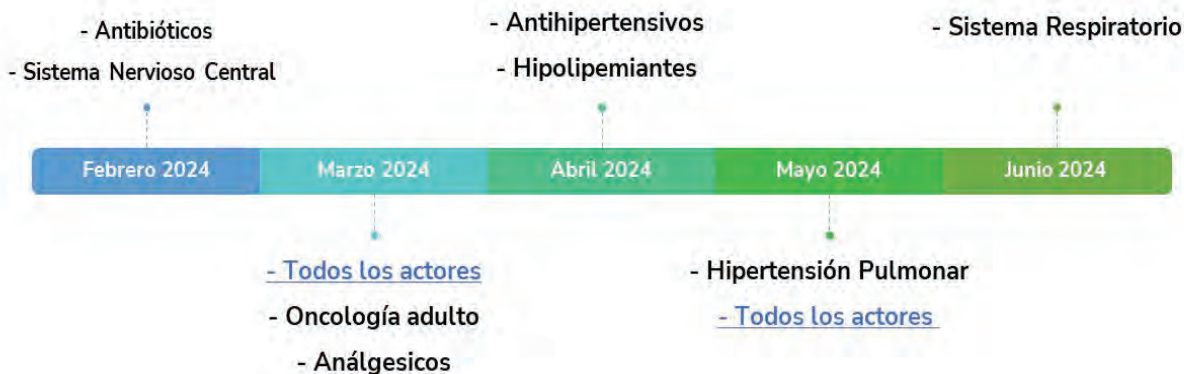 - Antibióticos
- Sistema Nervioso Central
- Antihipertensivos
- Hipolipemiantes
- Sistema Respiratorio
Febrero 2024
Marzo 2024
Abril 2024
Mayo 2024
Junio 2024
- Todos los actores
- Oncología adulto
- Análgesicos
- Hipertensión Pulmonar
- Todos los actores